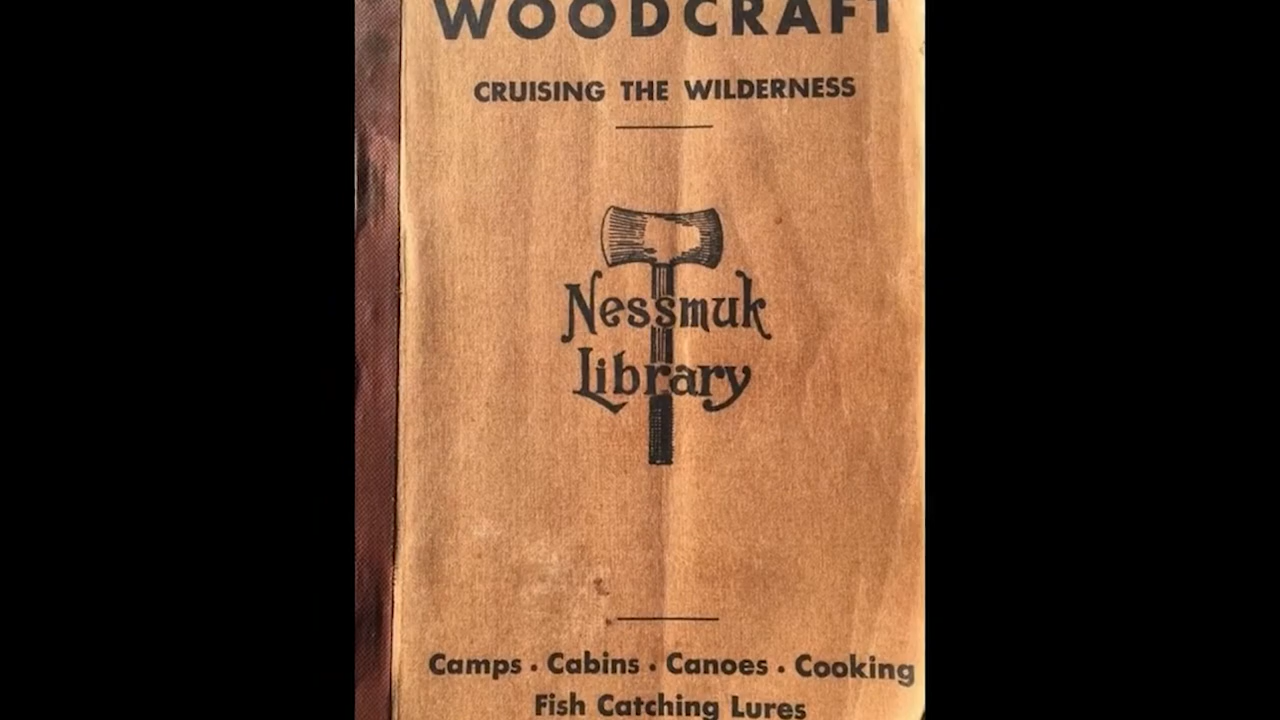 WOODCRAFT
CRUISING THE WILDERNESS
Nessmuk
Library
Camps · Cabins · Canoes · Cooking
Fish Catching Lures